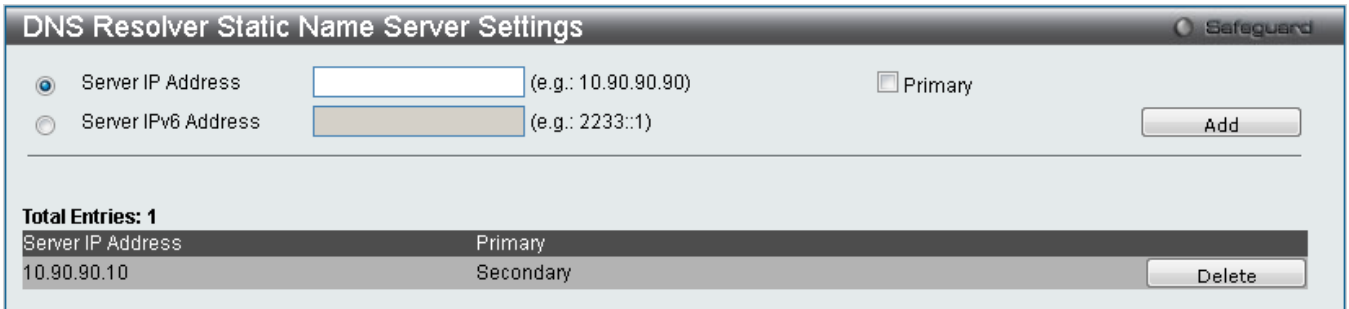 DNS Resolver Static Name Server Settings Safeguard
Server IP Address (e.g.: 10.90.90.90) Primary
Server IPv6 Address (e.g.: 2233::1) Add
Total Entries: 1
Server IP Address Primary
10.90.90.10 Secondary Delete